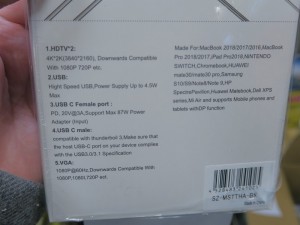 1.HDTV*2:
4K*2K(3840*2160), Downwards Compatible
With 1080P 720P etc.
2.USB:
Hight Speed USB,Power Supply Up to 4.5W
Max
3.USB C Female port :
PD, 20V@3A,Support Max 87W Power
Adapter (Input)
4.USB C male:
compatible with thunderbolt 3.Make sure that
the host USB-C port on your device complies
with the USB3.0/3.1 Specification
5.VGA:
1080P@60Hz,Downwards Compatible With
1080P,1080I,720P ect.
Made For:MacBook 2016/2017/2018,MacBook
Pro 2016/2017,iPad Pro2018,NINTENDO
SWITCH,Chromebook,HUAWEI
mate30/mate30 pro,Samsung
S10/S9/S8/Note 9/Note 8,HP
SpectrePavilion,Huawei Matebook,Dell XPS
series,Mi Air and supports Mobile phones and
tablets withDP function